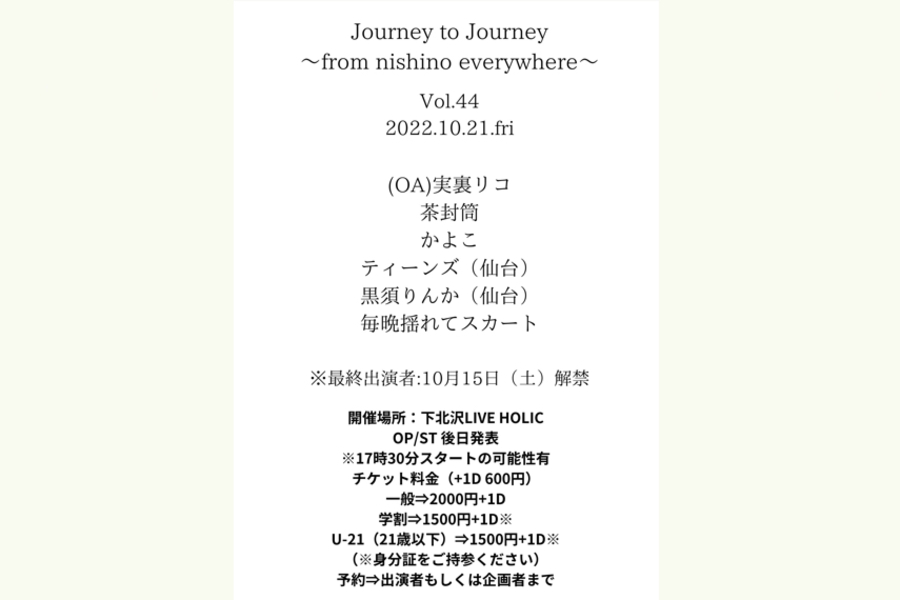 Journey to Journey
〜from nishino everywhere〜
Vol.44
2022.10.21.fri
(OA)実裏リコ
茶封筒
かよこ
ティーンズ（仙台）
黒須りんか（仙台）
毎晩揺れてスカート
※最終出演者:10月15日（土）解禁
開催場所：下北沢LIVE HOLIC
OP/ST 後日発表
※17時30分スタートの可能性有
チケット料金（+1D 600円）
一般⇒2000円+1D
学割⇒1500円+1D※
U-21（21歳以下）⇒1500円+1D※
（※身分証をご持参ください）
予約⇒出演者もしくは企画者まで